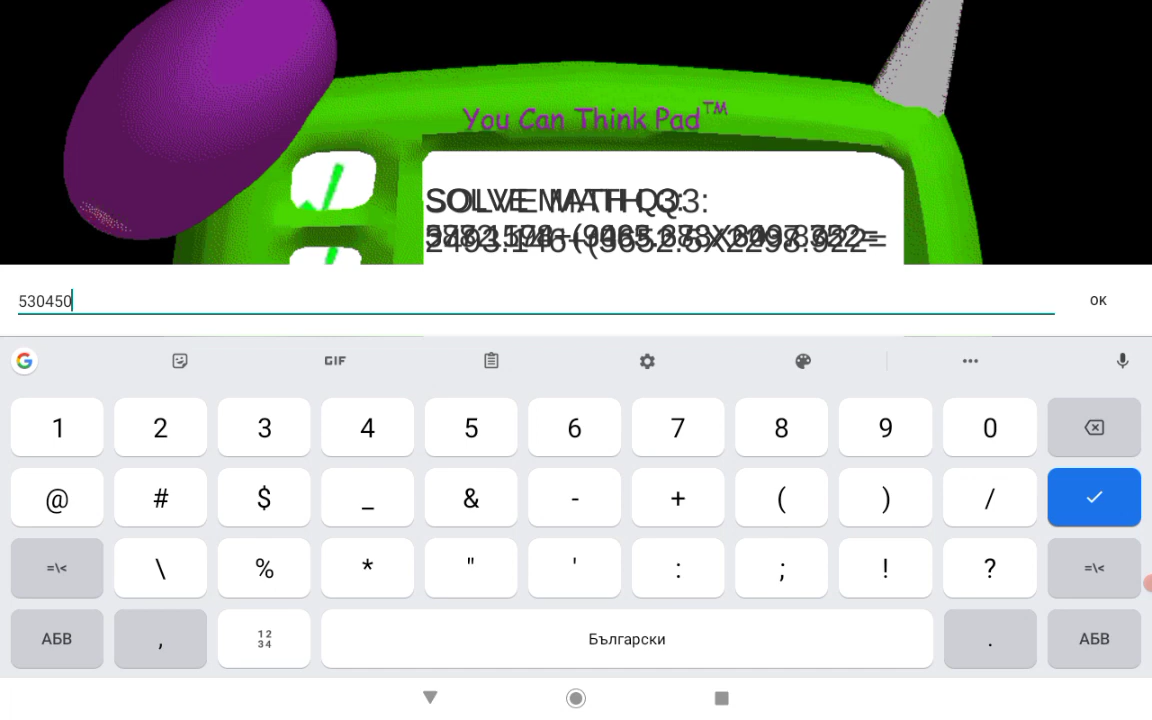 You Can Think Pad™
SOLVE MATH Q3:
530450
OK
GIF
1 2 3 4 5 6 7 8 9 0
@ # $ _ & - + ( ) /
=\< \ % * " ' : ; ! ? =\<
АБВ , 12 34 Български . АБВ